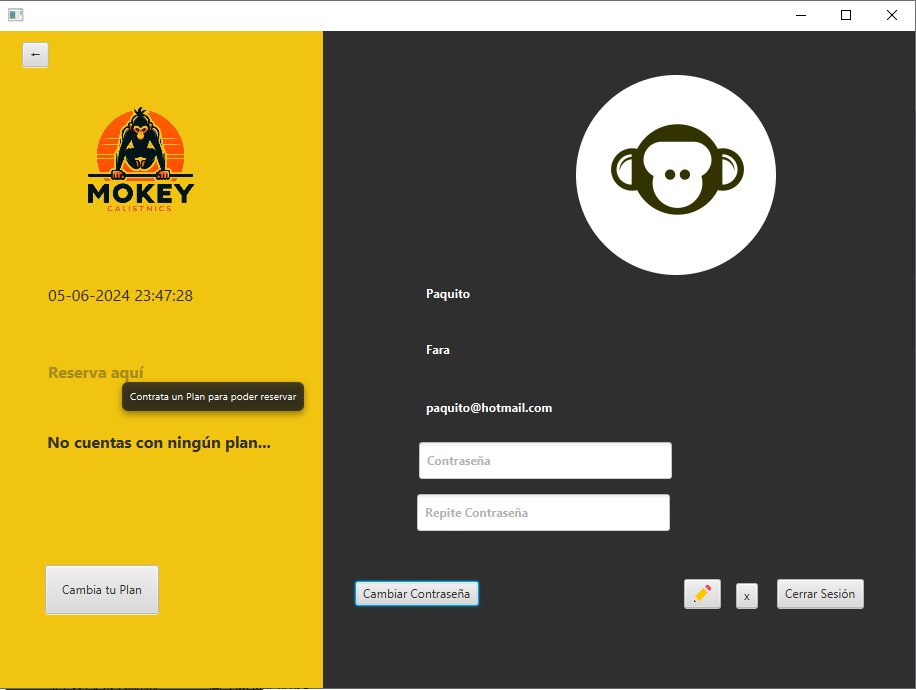 ←
MOKEY
CALISTNICS
05-06-2024 23:47:28
Reserva aquí
Contrata un Plan para poder reservar
No cuentas con ningún plan...
Cambia tu Plan
Paquito
Fara
paquito@hotmail.com
Contraseña
Repite Contraseña
Cambiar Contraseña
x
Cerrar Sesión